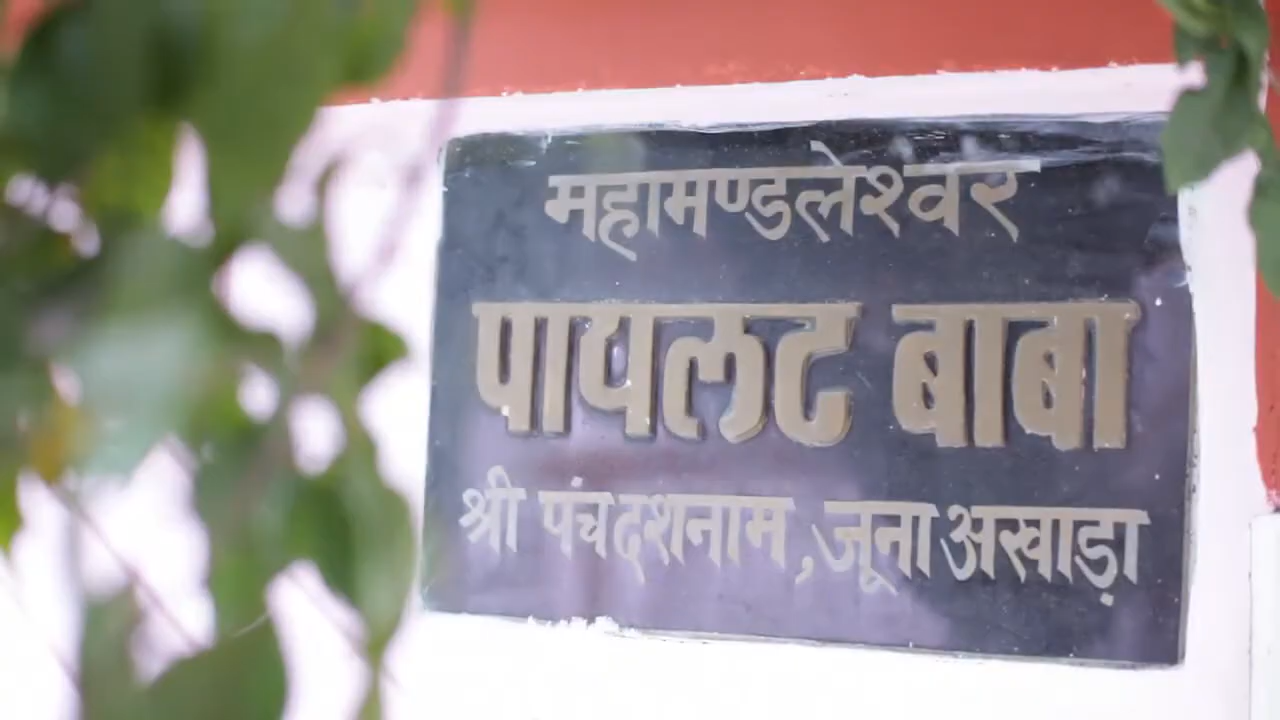 महामण्डलेश्वर
पायलट बाबा
श्री पंचदशनाम ,जूना अखाड़ा